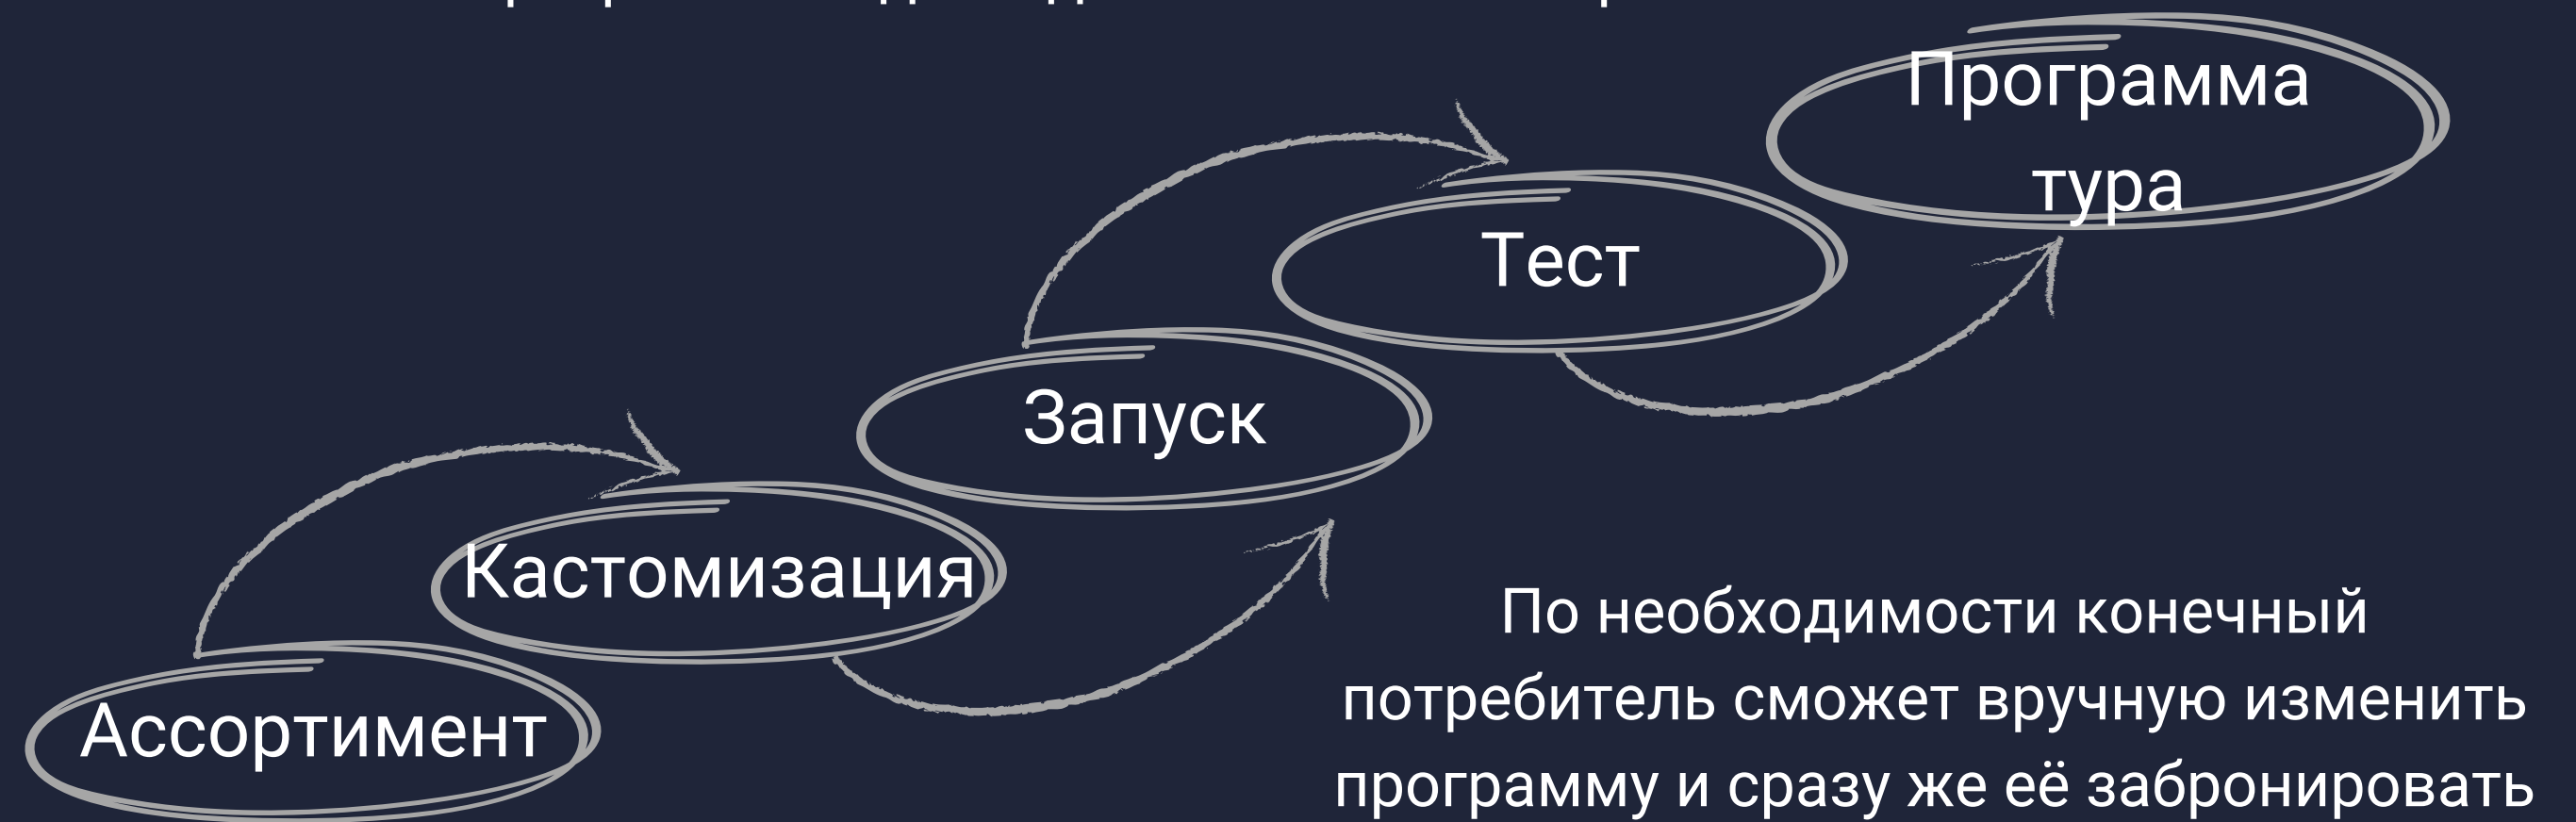 Программа
тура
Тест
Запуск
Кастомизация
Ассортимент
По необходимости конечный
потребитель сможет вручную изменить
программу и сразу же её забронировать